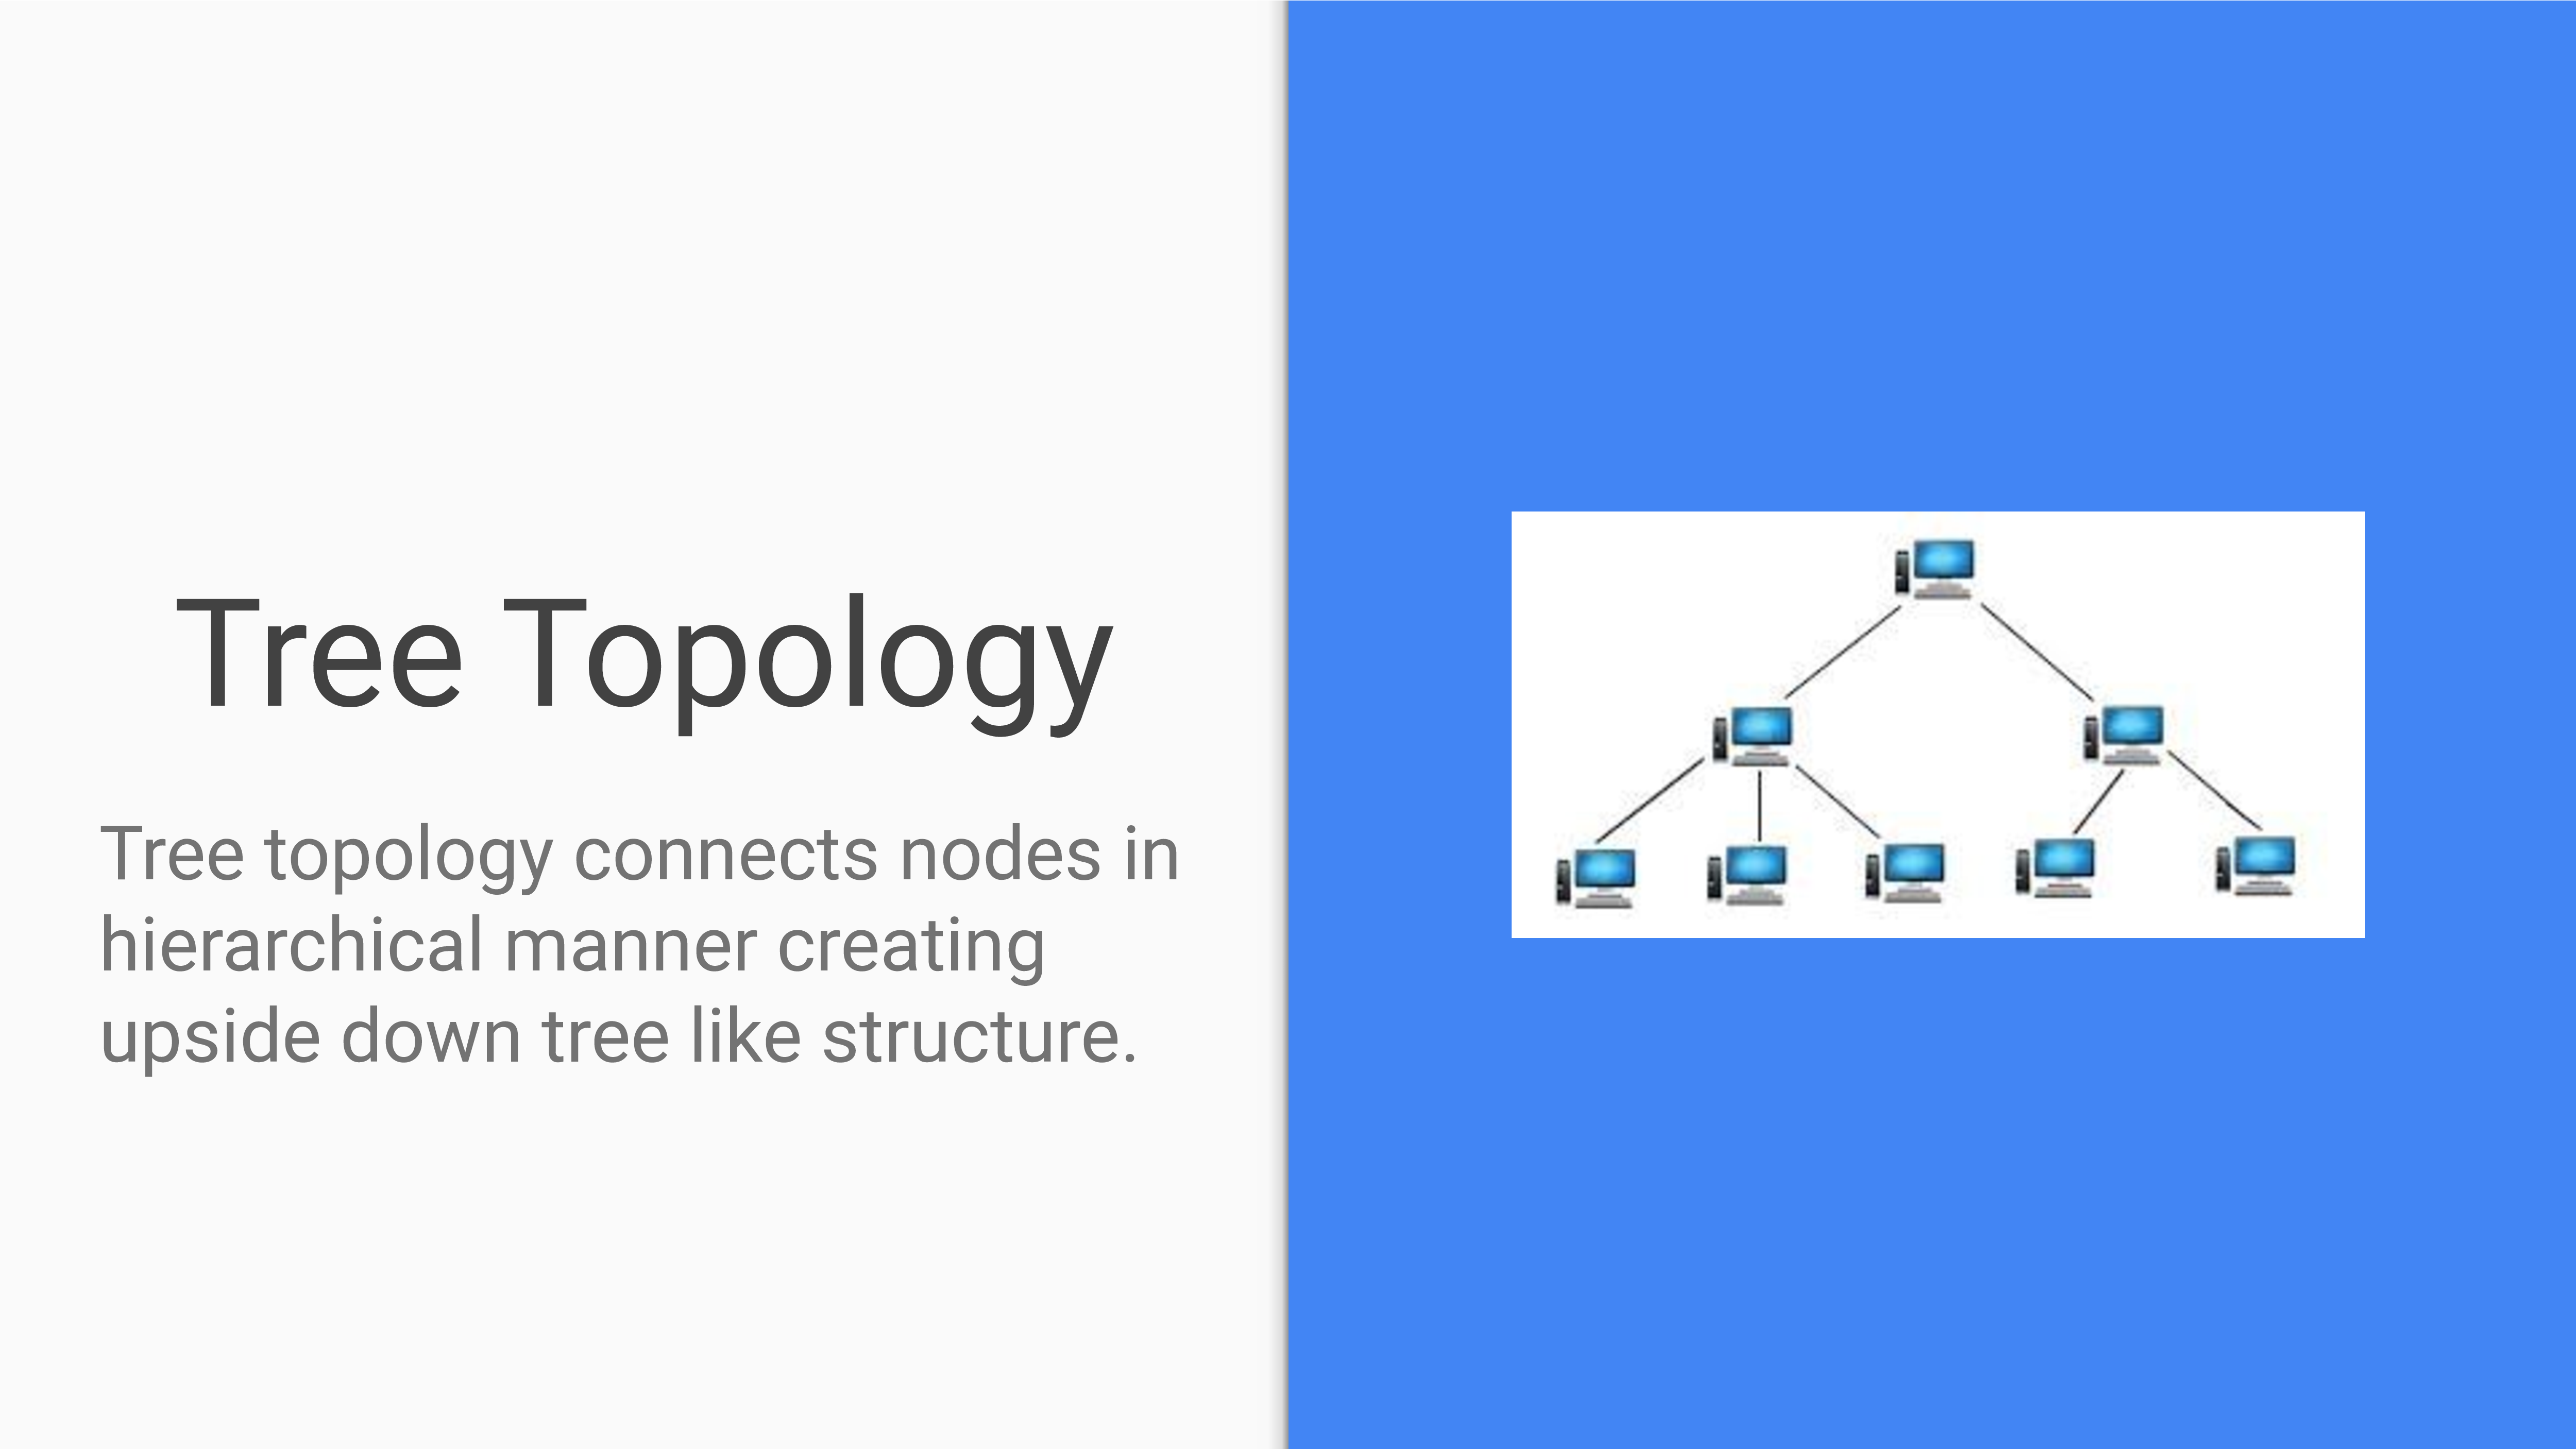 Tree Topology
Tree topology connects nodes in
hierarchical manner creating
upside down tree like structure.